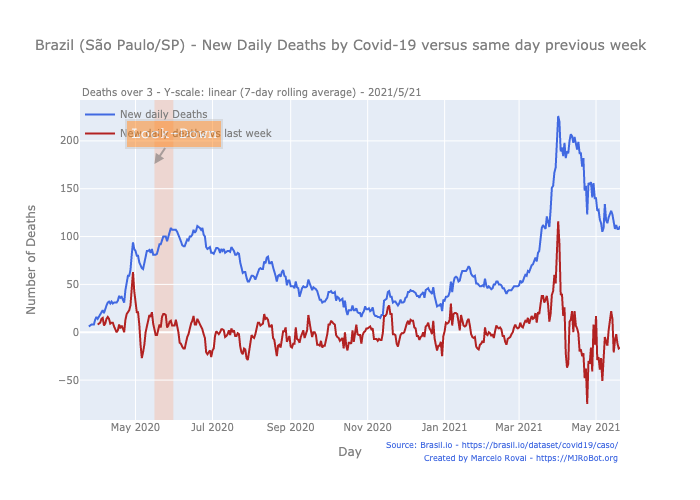 Brazil (São Paulo/SP) - New Daily Deaths by Covid-19 versus same day previous week
Deaths over 3 - Y-scale: linear (7-day rolling average) - 2021/5/21
New daily Deaths
New daily deaths vs last week
Lock-Down
200
150
100
50
0
−50
Number of Deaths
May 2020
Jul 2020
Sep 2020
Nov 2020
Jan 2021
Mar 2021
May 2021
Day
Source: Brasil.io - https://brasil.io/dataset/covid19/caso/
Created by Marcelo Rovai - https://MJRoBot.org